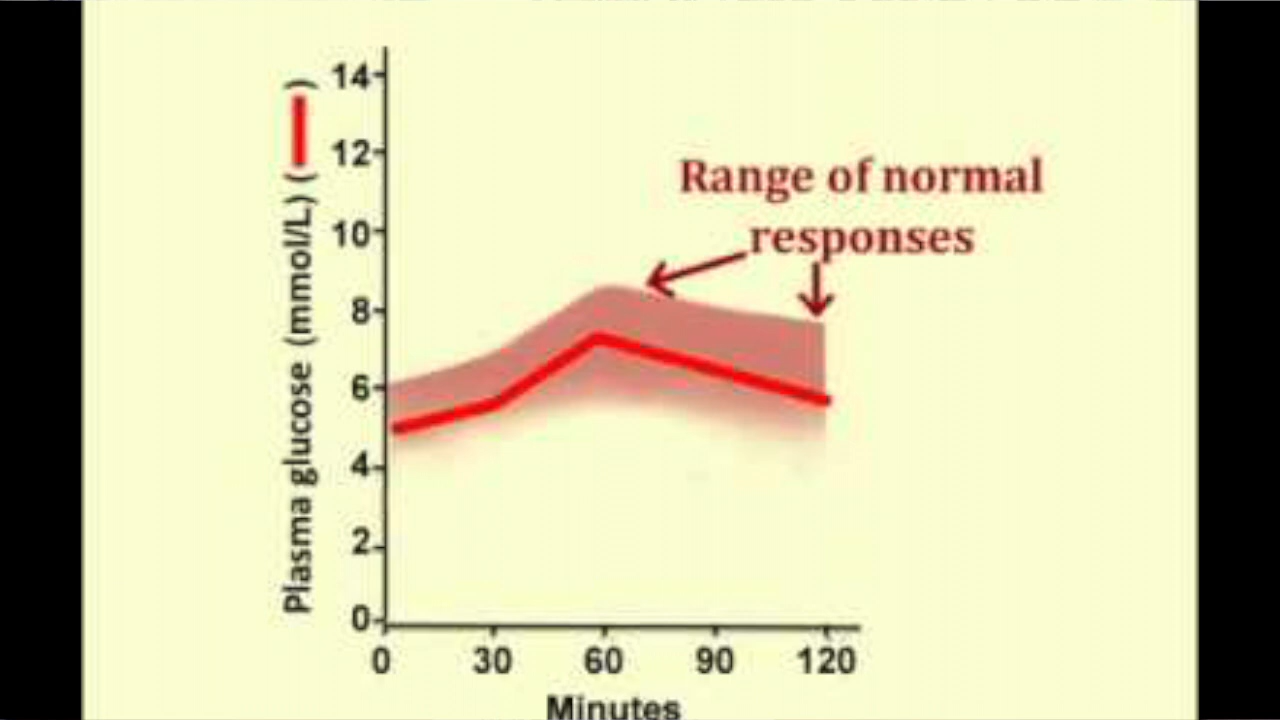 Plasma glucose (mmol/L) ( )
14
12
10
8
6
4
2
0
Range of normal
responses
0 30 60 90 120
Minutes